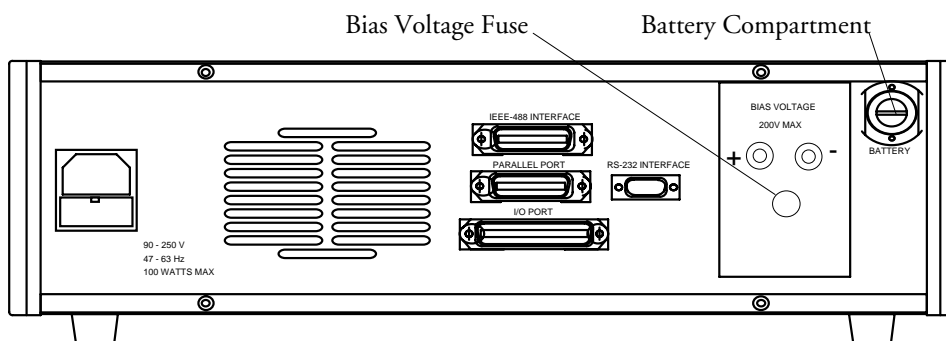 Bias Voltage Fuse
Battery Compartment
IEEE-488 INTERFACE
BIAS VOLTAGE
200V MAX
BATTERY
+
-
PARALLEL PORT
RS-232 INTERFACE
I/O PORT
90 - 250 V
47 - 63 Hz
100 WATTS MAX